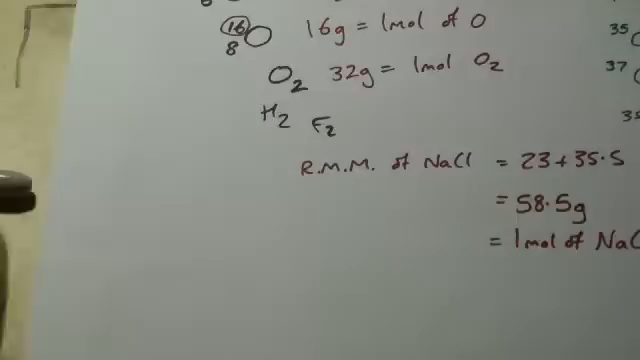 16 8 O 16g = 1mol of O 35
O2 32g = 1mol O2 37
H2 F2 35
R.M.M. of NaCl = 23 + 35.5
= 58.5g
= 1mol of NaCl